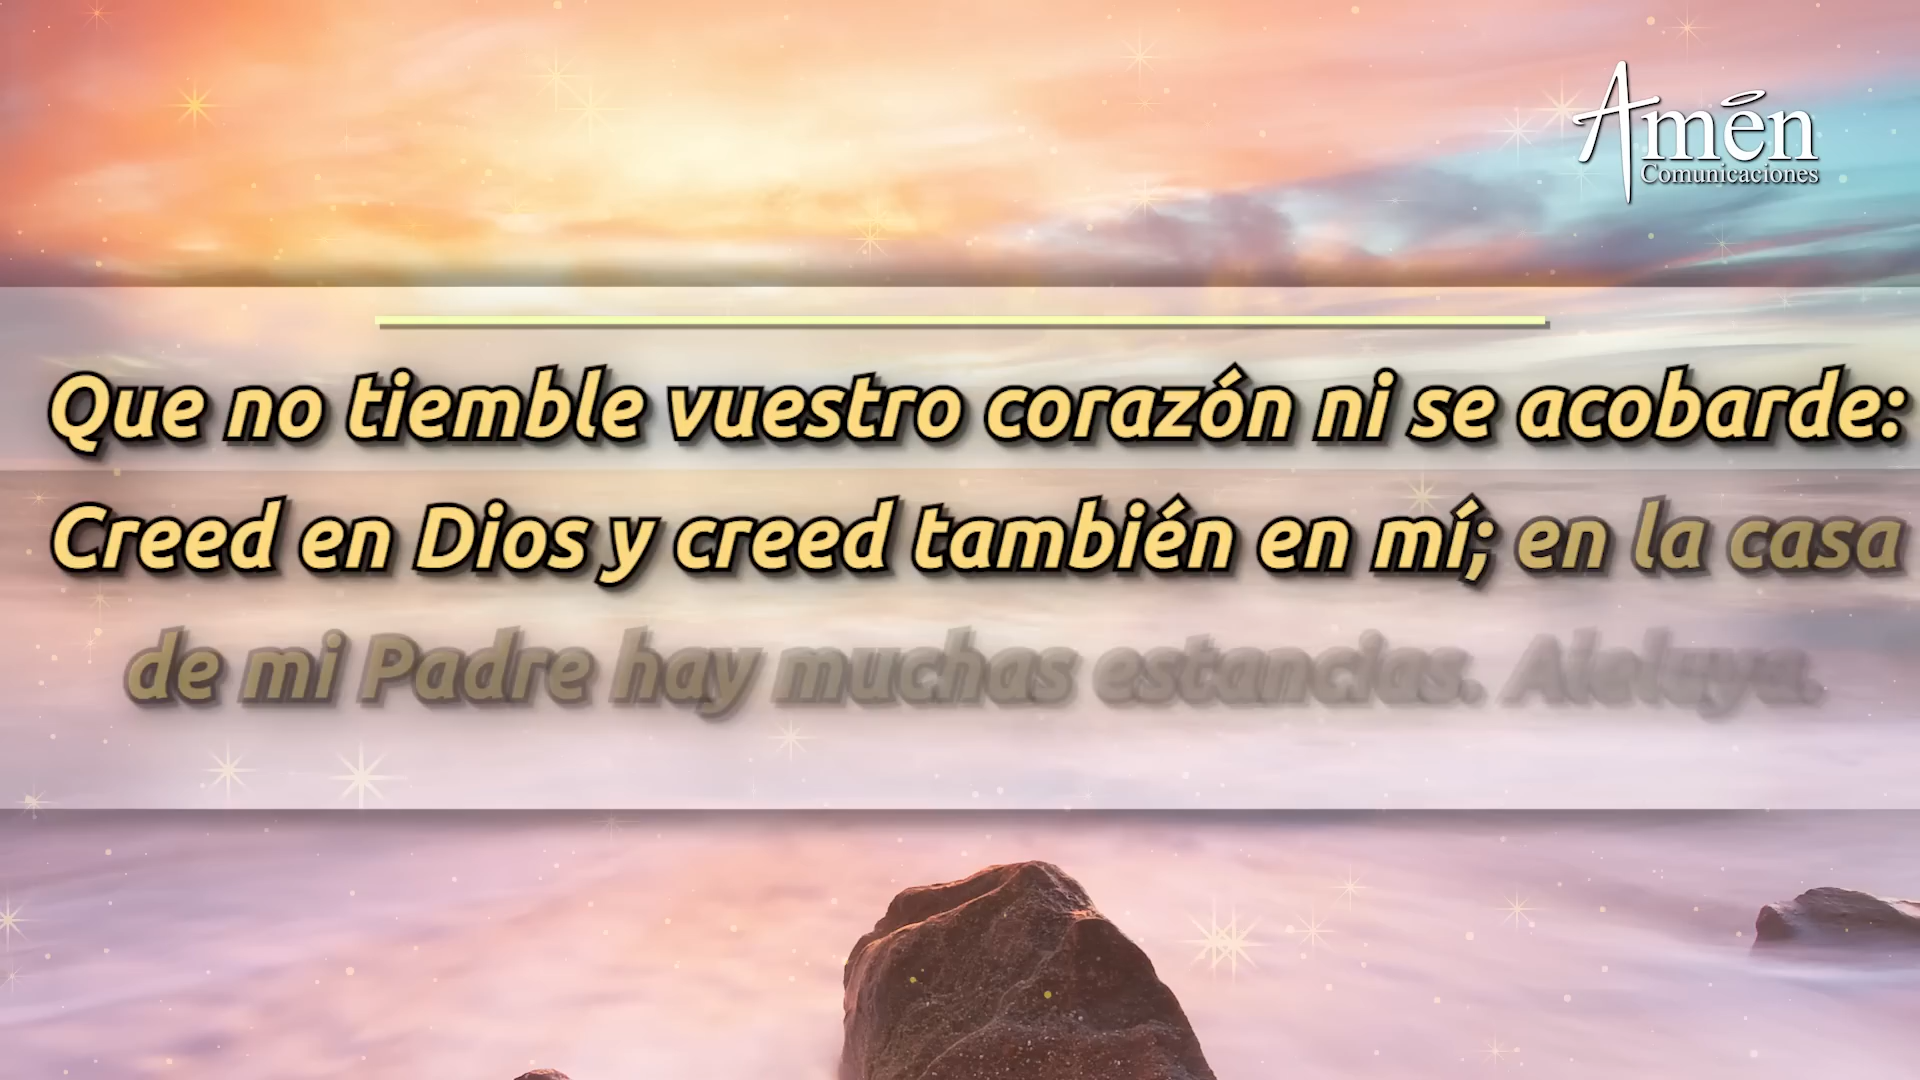 Amén
Comunicaciones
Que no tiemble vuestro corazón ni se acobarde:
Creed en Dios y creed también en mí; en la casa
de mi Padre hay muchas estancias. Aleluya.